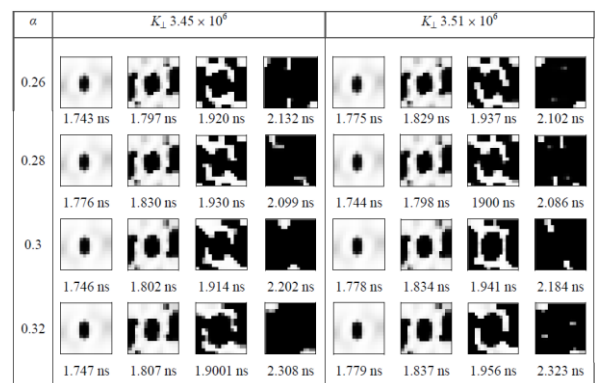 α K⊥ 3.45 × 10⁶ K⊥ 3.51 × 10⁶
0.26
1.743 ns 1.797 ns 1.920 ns 2.132 ns 1.775 ns 1.829 ns 1.937 ns 2.102 ns
0.28
1.776 ns 1.830 ns 1.930 ns 2.099 ns 1.744 ns 1.798 ns 1900 ns 2.086 ns
0.3
1.746 ns 1.802 ns 1.914 ns 2.202 ns 1.778 ns 1.834 ns 1.941 ns 2.184 ns
0.32
1.747 ns 1.807 ns 1.9001 ns 2.308 ns 1.779 ns 1.837 ns 1.956 ns 2.323 ns